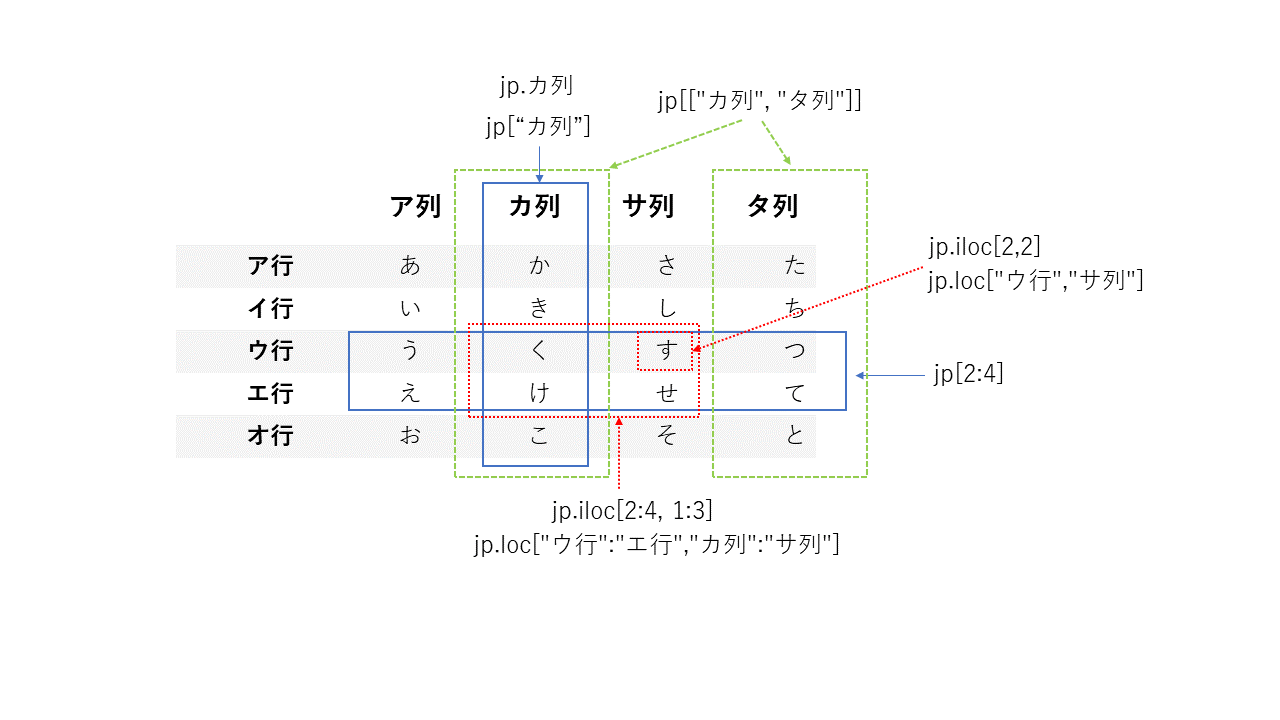 jp.カ列
jp[“カ列”]
jp[["カ列", "タ列"]]
ア列 カ列 サ列 タ列
ア行 あ か さ た
イ行 い き し ち
ウ行 う く す つ
エ行 え け せ て
オ行 お こ そ と
jp.iloc[2,2]
jp.loc["ウ行","サ列"]
jp[2:4]
jp.iloc[2:4, 1:3]
jp.loc["ウ行":"エ行","カ列":"サ列"]